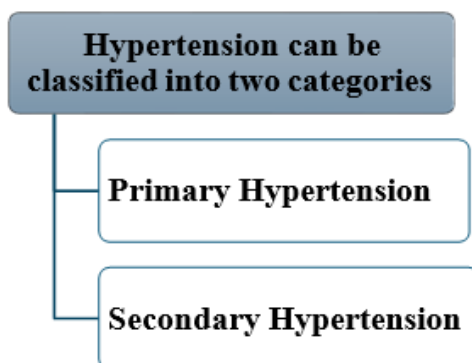 Hypertension can be
classified into two categories
Primary Hypertension
Secondary Hypertension